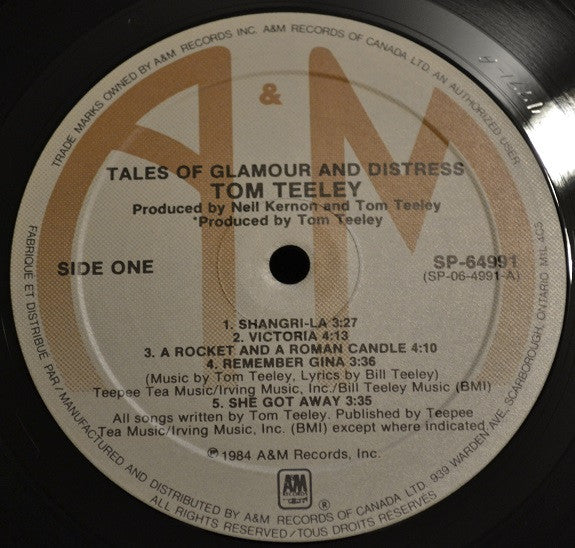 TRADE MARKS OWNED BY A&M RECORDS INC. A&M RECORDS OF CANADA LTD. AN AUTHORIZED USER
A & M
TALES OF GLAMOUR AND DISTRESS
TOM TEELEY
Produced by Neil Kernon and Tom Teeley
*Produced by Tom Teeley
SIDE ONE
SP-64991
(SP-06-4991-A)
1. SHANGRI-LA 3:27
2. VICTORIA 4:13
3. A ROCKET AND A ROMAN CANDLE 4:10
4. REMEMBER GINA 3:36
(Music by Tom Teeley, Lyrics by Bill Teeley)
Teepee Tea Music/Irving Music, Inc./Bill Teeley Music (BMI)
5. SHE GOT AWAY 3:35
All songs written by Tom Teeley. Published by Teepee
Tea Music/Irving Music, Inc. (BMI) except where indicated.
℗ 1984 A&M Records, Inc.
A&M
RECORDS
®
FABRIQUE ET DISTRIBUE PAR/MANUFACTURED AND DISTRIBUTED BY A&M RECORDS OF CANADA LTD. 939 WARDEN AVE, SCARBOROUGH, ONTARIO M1L 4C5
ALL RIGHTS RESERVED/TOUS DROITS RESERVES